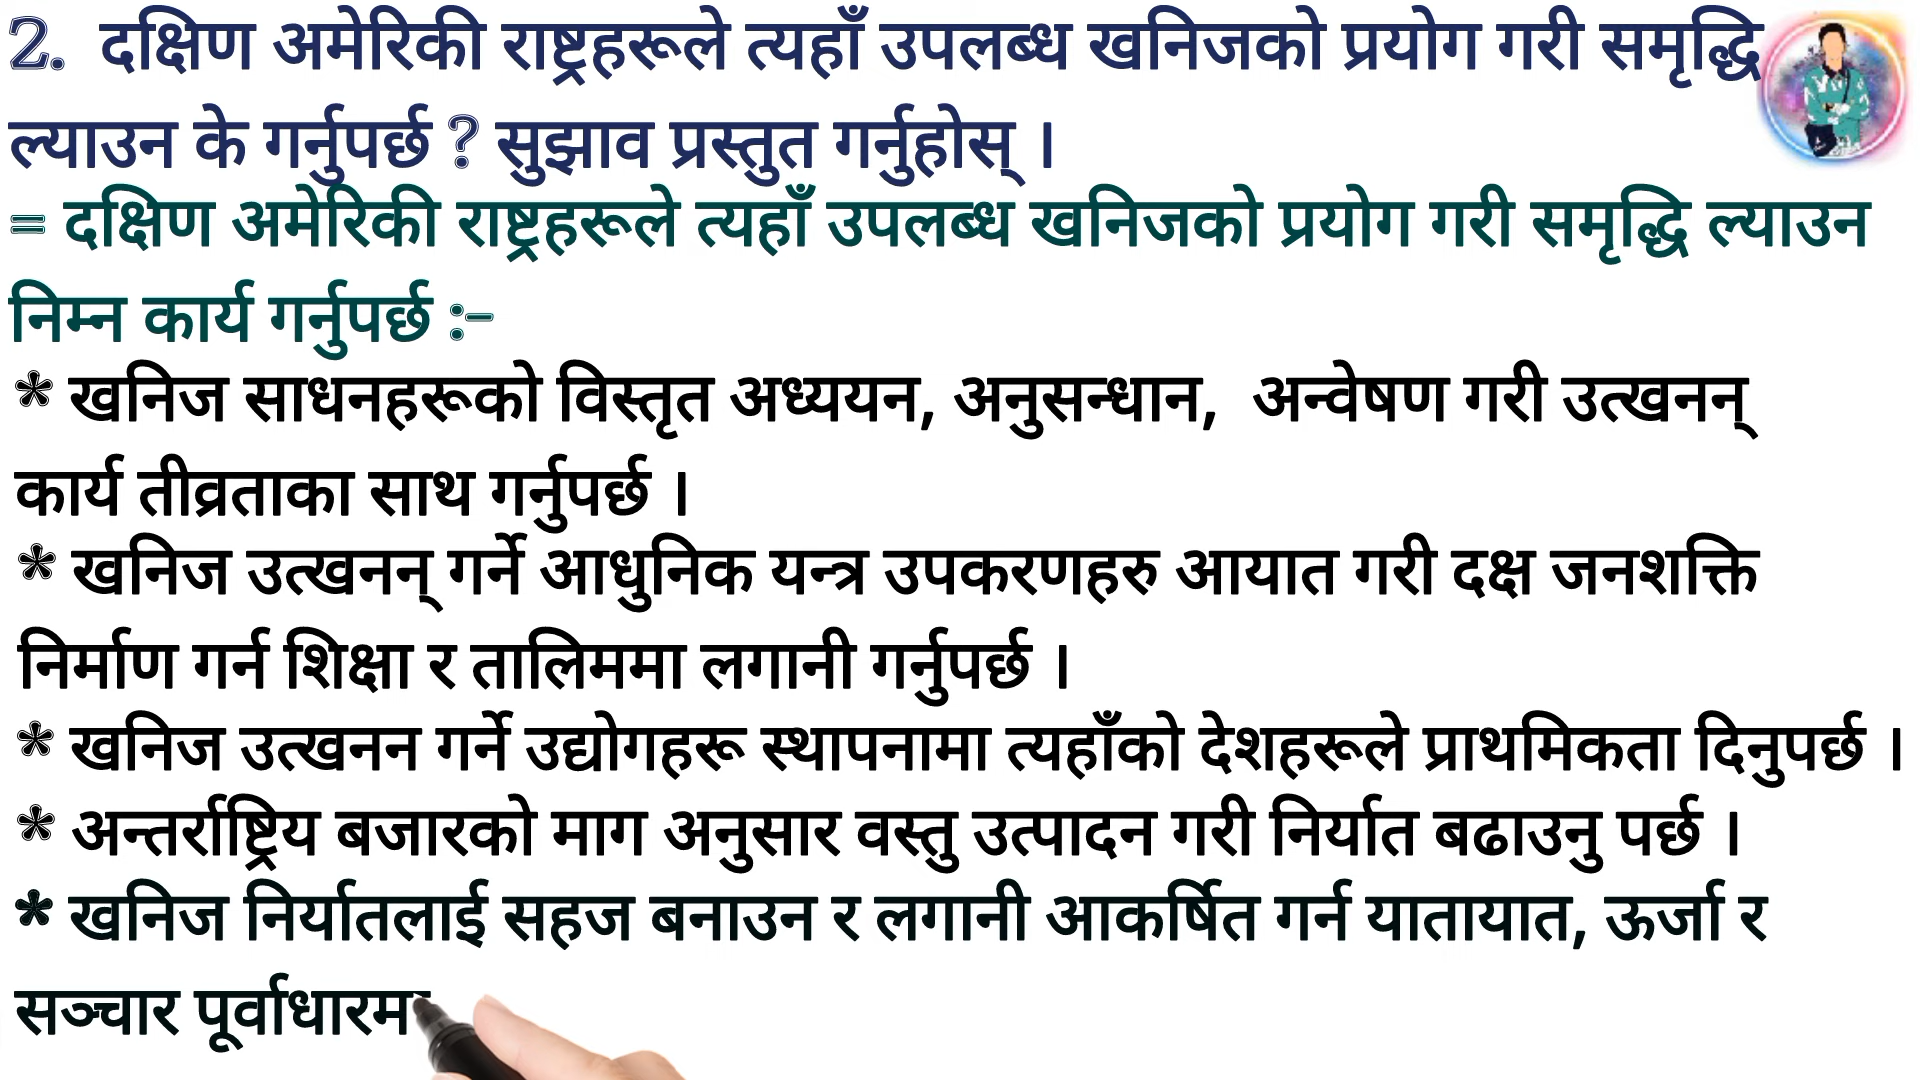 2. दक्षिण अमेरिकी राष्ट्रहरूले त्यहाँ उपलब्ध खनिजको प्रयोग गरी समृद्धि
ल्याउन के गर्नुपर्छ ? सुझाव प्रस्तुत गर्नुहोस् ।
= दक्षिण अमेरिकी राष्ट्रहरूले त्यहाँ उपलब्ध खनिजको प्रयोग गरी समृद्धि ल्याउन
निम्न कार्य गर्नुपर्छ :-
* खनिज साधनहरूको विस्तृत अध्ययन, अनुसन्धान, अन्वेषण गरी उत्खनन्
कार्य तीव्रताका साथ गर्नुपर्छ ।
* खनिज उत्खनन् गर्ने आधुनिक यन्त्र उपकरणहरु आयात गरी दक्ष जनशक्ति
निर्माण गर्न शिक्षा र तालिममा लगानी गर्नुपर्छ ।
* खनिज उत्खनन गर्ने उद्योगहरू स्थापनामा त्यहाँको देशहरूले प्राथमिकता दिनुपर्छ ।
* अन्तर्राष्ट्रिय बजारको माग अनुसार वस्तु उत्पादन गरी निर्यात बढाउनु पर्छ ।
* खनिज निर्यातलाई सहज बनाउन र लगानी आकर्षित गर्न यातायात, ऊर्जा र
सञ्चार पूर्वाधारम